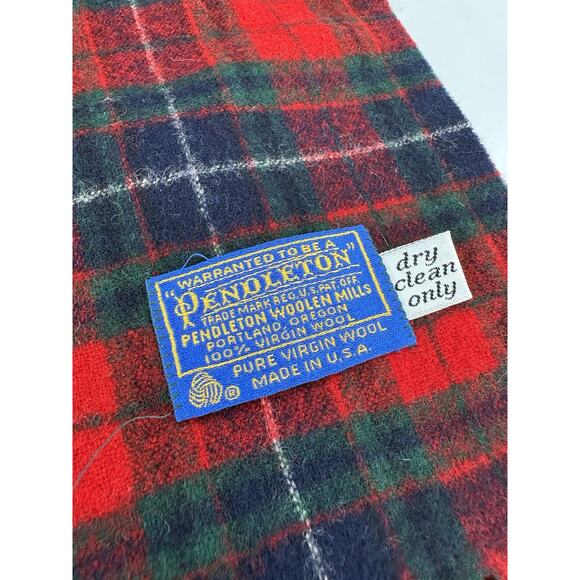 "WARRANTED TO BE A
PENDLETON"
TRADE MARK REG. U.S. PAT. OFF.
PENDLETON WOOLEN MILLS
PORTLAND, OREGON
100% VIRGIN WOOL
PURE VIRGIN WOOL
® MADE IN U.S.A.
dry
clean
only